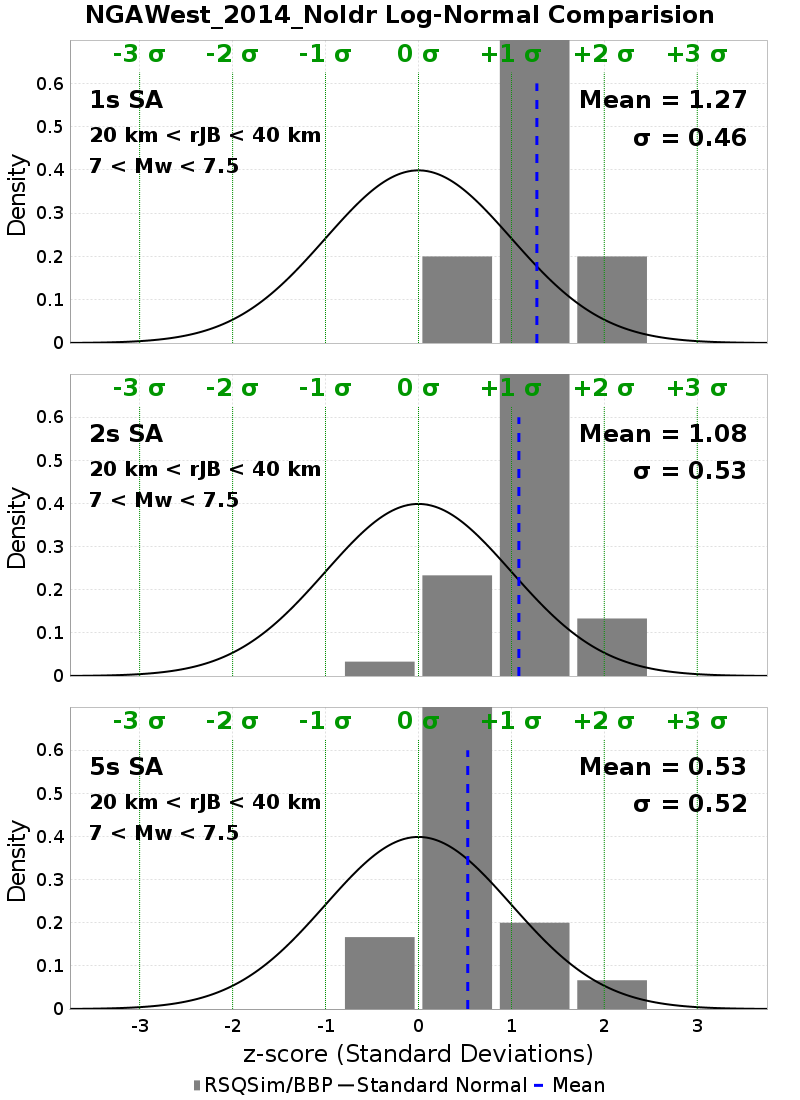 NGAWest_2014_NoIdr Log-Normal Comparision
-3 σ -2 σ -1 σ 0 σ +1 σ +2 σ +3 σ
1s SA Mean = 1.27
20 km < rJB < 40 km σ = 0.46
7 < Mw < 7.5
Density
0.6
0.5
0.4
0.3
0.2
0.1
0
-3 σ -2 σ -1 σ 0 σ +1 σ +2 σ +3 σ
2s SA Mean = 1.08
20 km < rJB < 40 km σ = 0.53
7 < Mw < 7.5
Density
0.6
0.5
0.4
0.3
0.2
0.1
0
-3 σ -2 σ -1 σ 0 σ +1 σ +2 σ +3 σ
5s SA Mean = 0.53
20 km < rJB < 40 km σ = 0.52
7 < Mw < 7.5
Density
0.6
0.5
0.4
0.3
0.2
0.1
0
-3 -2 -1 0 1 2 3
z-score (Standard Deviations)
RSQSim/BBP Standard Normal Mean